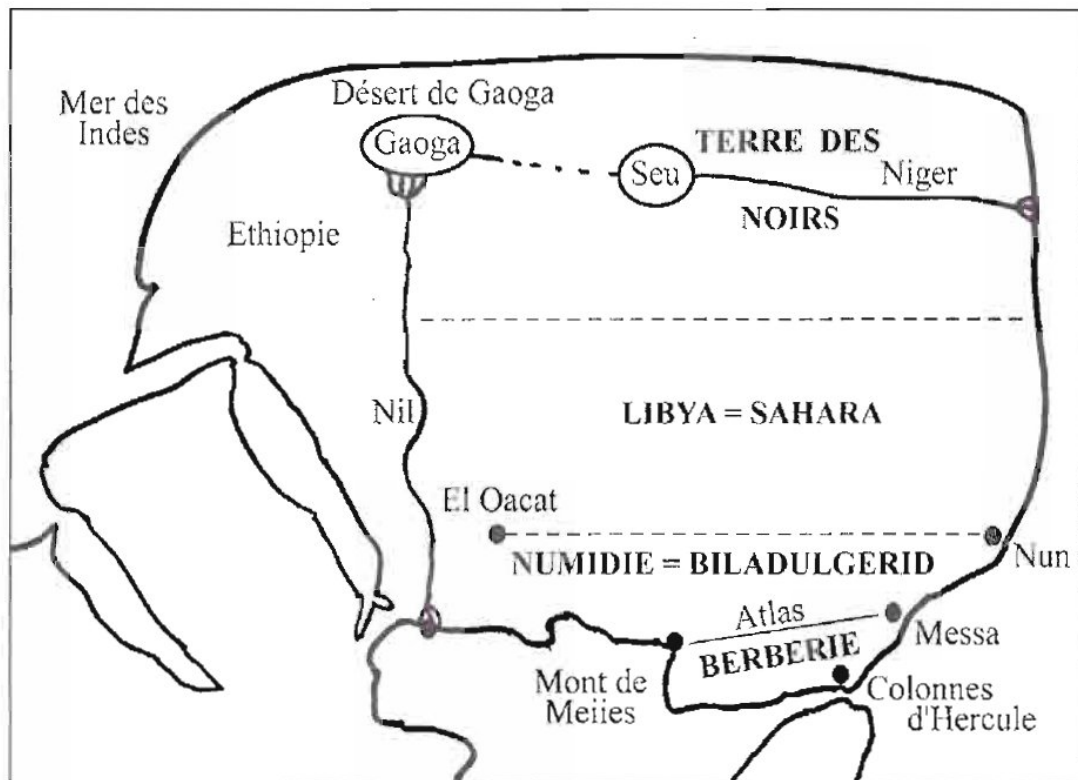 Mer des
Indes
Désert de Gaoga
Gaoga
Seu
TERRE DES
NOIRS
Niger
Ethiopie
Nil
LIBYA = SAHARA
El Oacat
NUMIDIE = BILADULGERID
Nun
Atlas
BERBERIE
Messa
Mont de
Meiies
Colonnes
d'Hercule